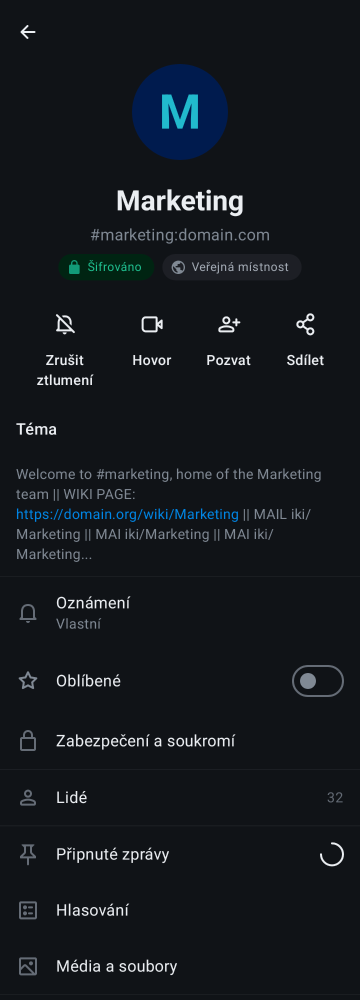 M
Marketing
#marketing:domain.com
Šifrováno
Veřejná místnost
Zrušit
ztlumení
Hovor
Pozvat
Sdílet
Téma
Welcome to #marketing, home of the Marketing
team || WIKI PAGE:
https://domain.org/wiki/Marketing || MAIL iki/
Marketing || MAI iki/Marketing || MAI iki/
Marketing...
Oznámení
Vlastní
Oblíbené
Zabezpečení a soukromí
Lidé
32
Připnuté zprávy
Hlasování
Média a soubory